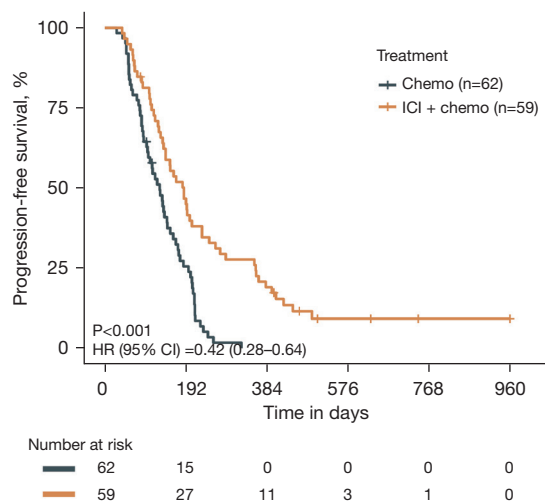 Progression-free survival, %
100
75
50
25
0
Treatment
Chemo (n=62)
ICI + chemo (n=59)
P<0.001
HR (95% CI) =0.42 (0.28–0.64)
0 192 384 576 768 960
Time in days
Number at risk
62 15 0 0 0 0
59 27 11 3 1 0